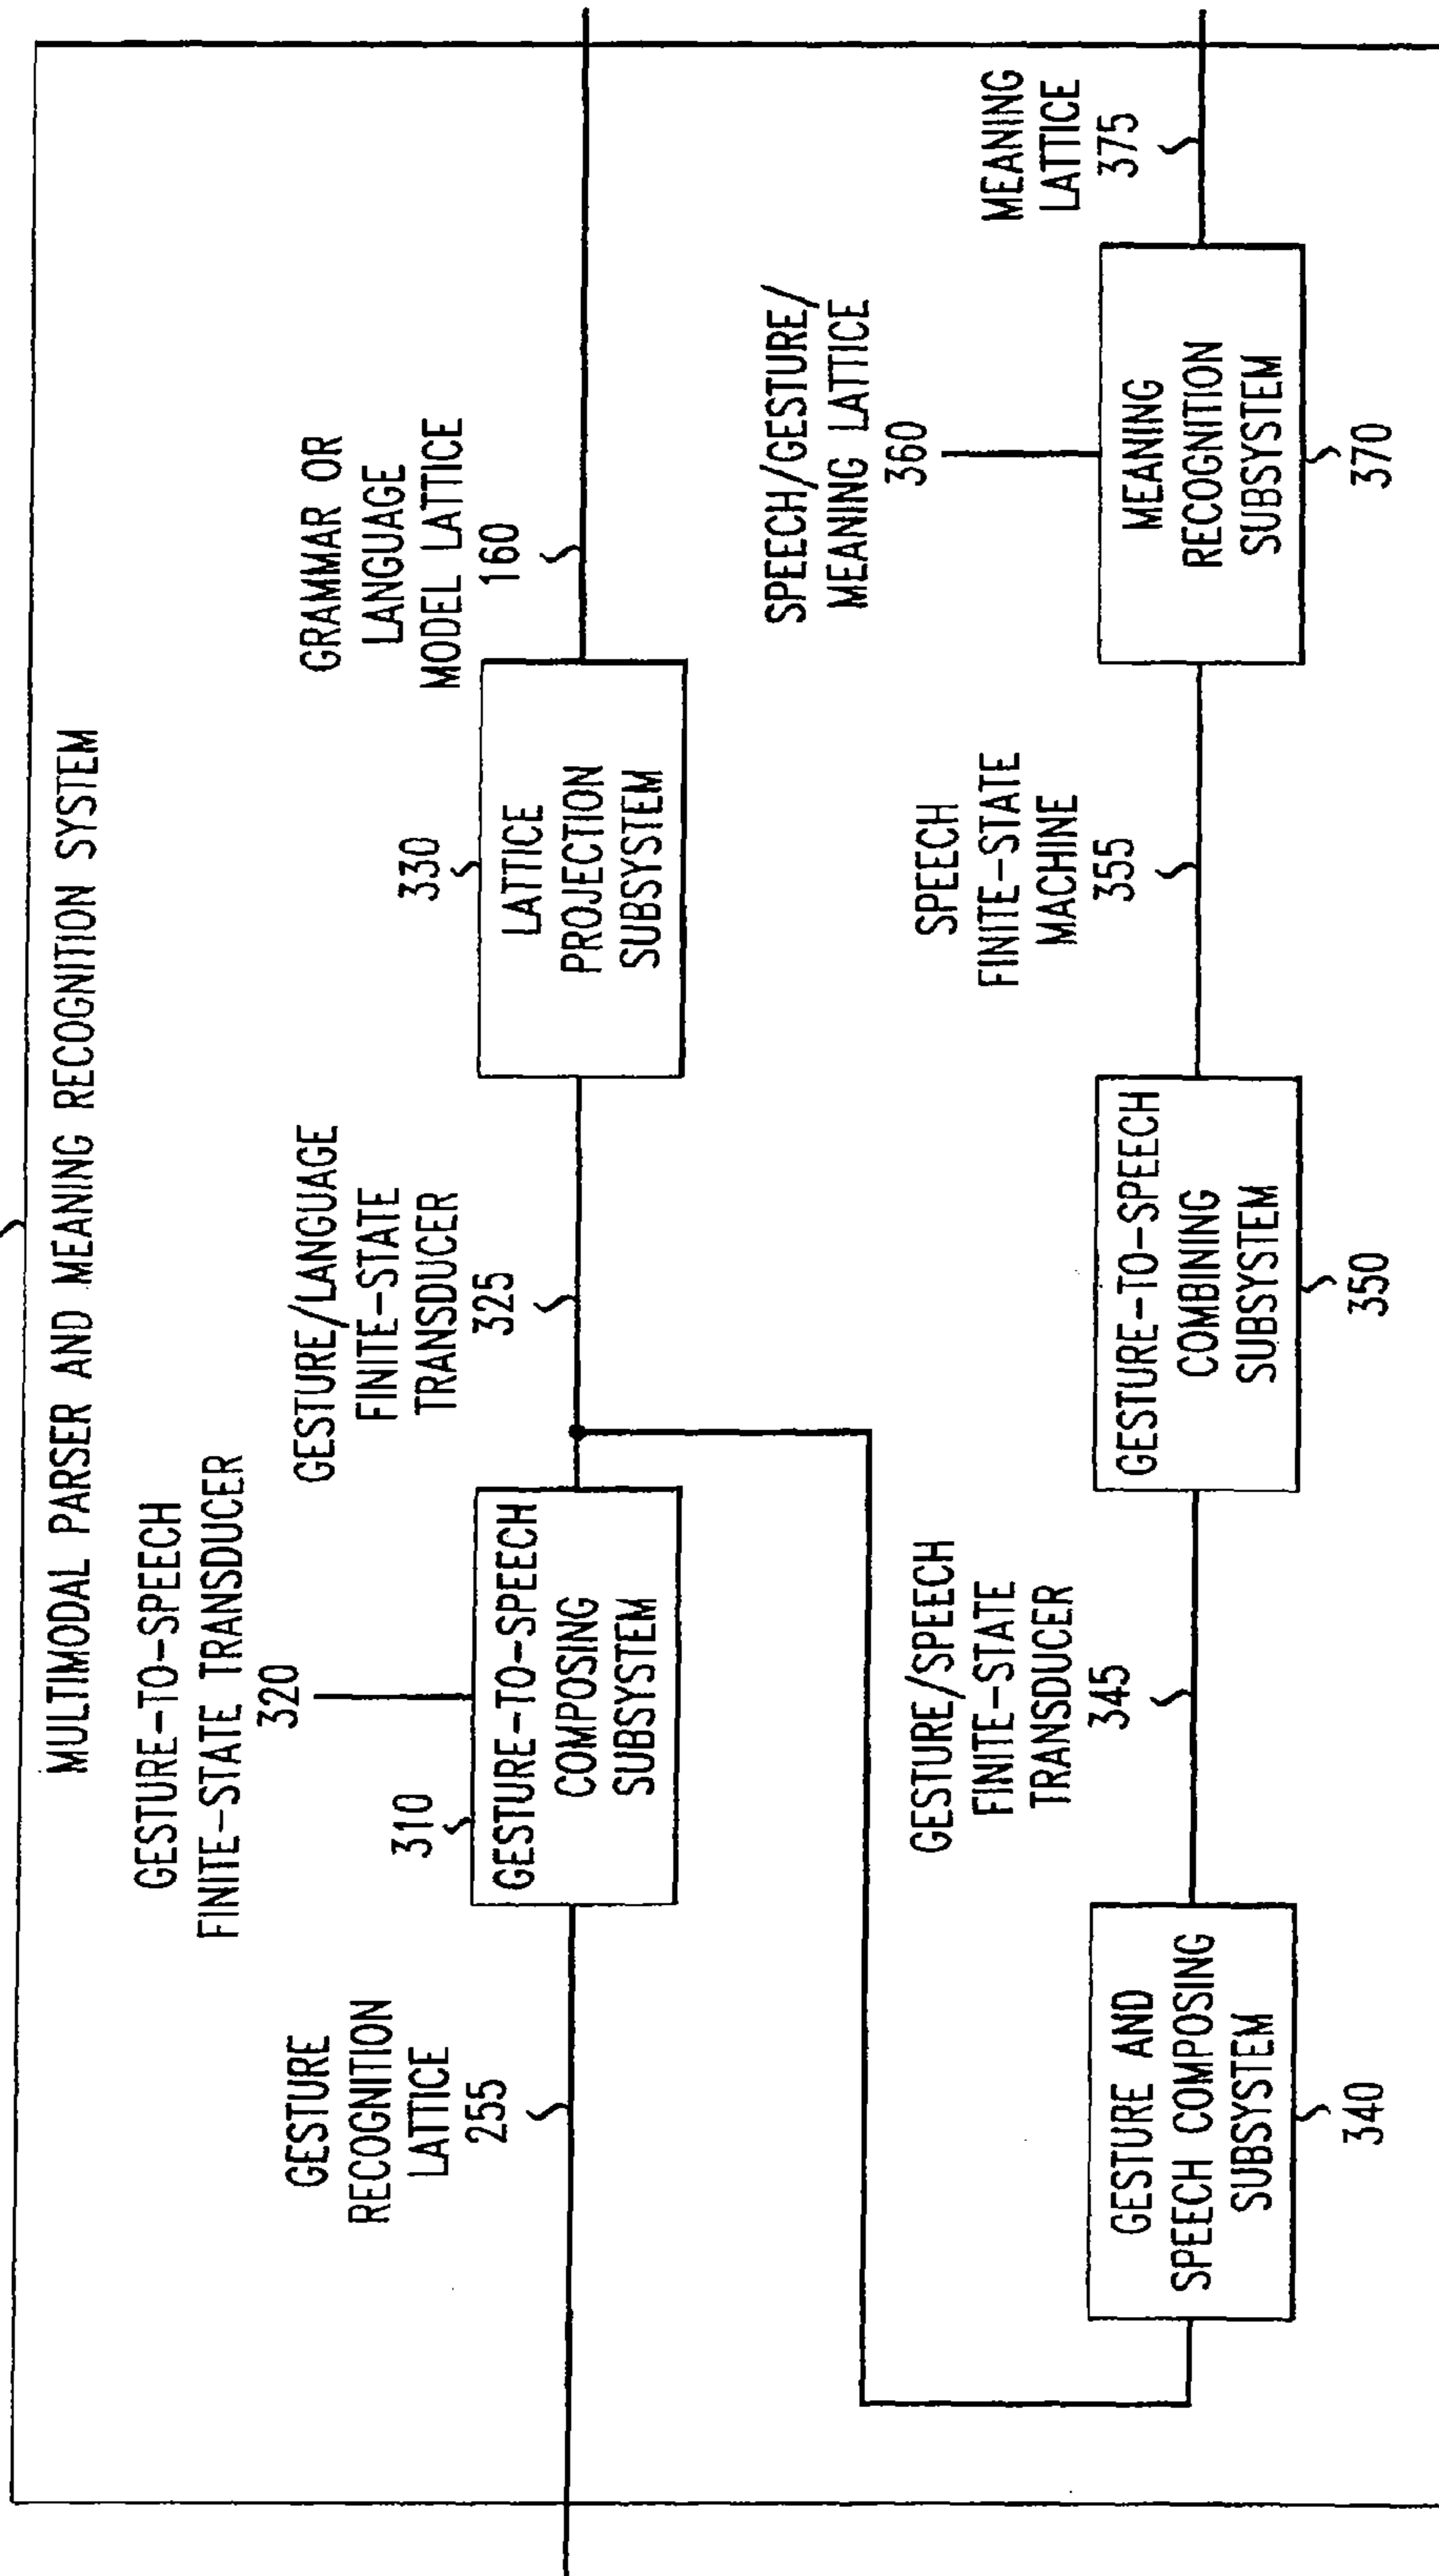 MULTIMODAL PARSER AND MEANING RECOGNITION SYSTEM
GESTURE-TO-SPEECH
FINITE-STATE TRANSDUCER
320
GESTURE
RECOGNITION
LATTICE
255
310
GESTURE-TO-SPEECH
COMPOSING
SUBSYSTEM
GESTURE/LANGUAGE
FINITE-STATE
TRANSDUCER
325
330
LATTICE
PROJECTION
SUBSYSTEM
GRAMMAR OR
LANGUAGE
MODEL LATTICE
160
GESTURE AND
SPEECH COMPOSING
SUBSYSTEM
340
GESTURE/SPEECH
FINITE-STATE
TRANSDUCER
345
GESTURE-TO-SPEECH
COMBINING
SUBSYSTEM
350
SPEECH
FINITE-STATE
MACHINE
355
SPEECH/GESTURE/
MEANING LATTICE
360
MEANING
RECOGNITION
SUBSYSTEM
370
MEANING
LATTICE
375